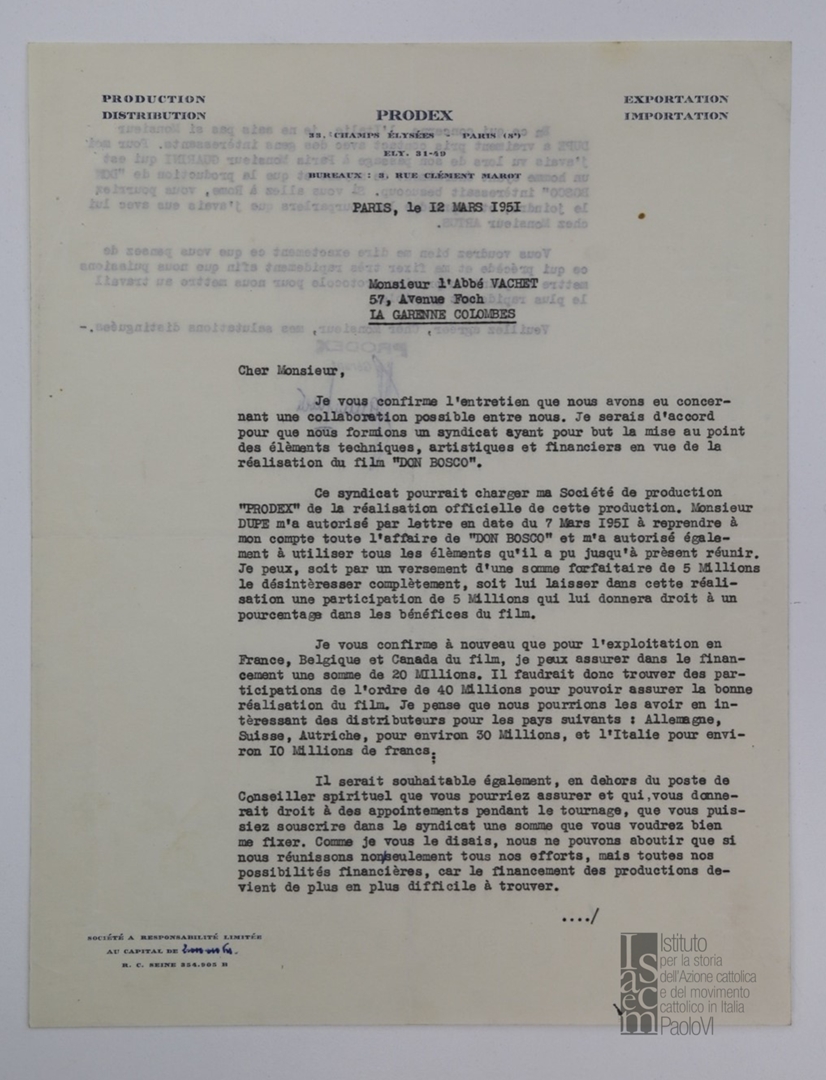 PRODUCTION
DISTRIBUTION
EXPORTATION
IMPORTATION
PRODEX
33, CHAMPS ÉLYSÉES - PARIS (8e)
ELY. 31-49
BUREAUX : 3, RUE CLÉMENT MAROT
PARIS, le I2 MARS I95I
Monsieur l'Abbé VACHET
57, Avenue Foch
LA GARENNE COLOMBES
Cher Monsieur,
Je vous confirme l'entretien que nous avons eu concer-
nant une collaboration possible entre nous. Je serais d'accord
pour que nous formions un syndicat ayant pour but la mise au point
des élèments techniques, artistiques et financiers en vue de la
réalisation du film "DON BOSCO".
Ce syndicat pourrait charger ma Société de production
"PRODEX" de la réalisation officielle de cette production. Monsieur
DUPE m'a autorisé par lettre en date du 7 Mars I95I à reprendre à
mon compte toute l'affaire de "DON BOSCO" et m'a autorisé égale-
ment à utiliser tous les élèments qu'il a pu jusqu'à prèsent réunir.
Je peux, soit par un versement d'une somme forfaitaire de 5 Millions
le désintèresser complètement, soit lui laisser dans cette réali-
sation une participation de 5 Millions qui lui donnera droit à un
pourcentage dans les bénéfices du film.
Je vous confirme à nouveau que pour l'exploitation en
France, Belgique et Canada du film, je peux assurer dans le finan-
cement une somme de 20 MIllions. Il faudrait donc trouver des par-
ticipations de l'ordre de 40 Millions pour pouvoir assurer la bonne
réalisation du film. Je pense que nous pourrions les avoir en in-
tèressant des distributeurs pour les pays suivants : Allemagne,
Suisse, Autriche, pour environ 30 Millions, et l'Italie pour envi-
ron I0 Millions de francs.
Il serait souhaitable également, en dehors du poste de
Conseiller spirituel que vous pourriez assurer et qui,vous donne-
rait droit à des appointements pendant le tournage, que vous puis-
siez souscrire dans le syndicat une somme que vous voudrez bien
me fixer. Comme je vous le disais, nous ne pouvons aboutir que si
nous réunissons non/seulement tous nos efforts, mais toutes nos
possibilités financières, car le financement des productions de-
vient de plus en plus difficile à trouver.
..../
SOCIÉTÉ A RESPONSABILITÉ LIMITÉE
AU CAPITAL DE
R. C. SEINE 324.905 B
Isacem
Istituto
per la storia
dell'Azione cattolica
e del movimento
cattolico in Italia
PaoloVI